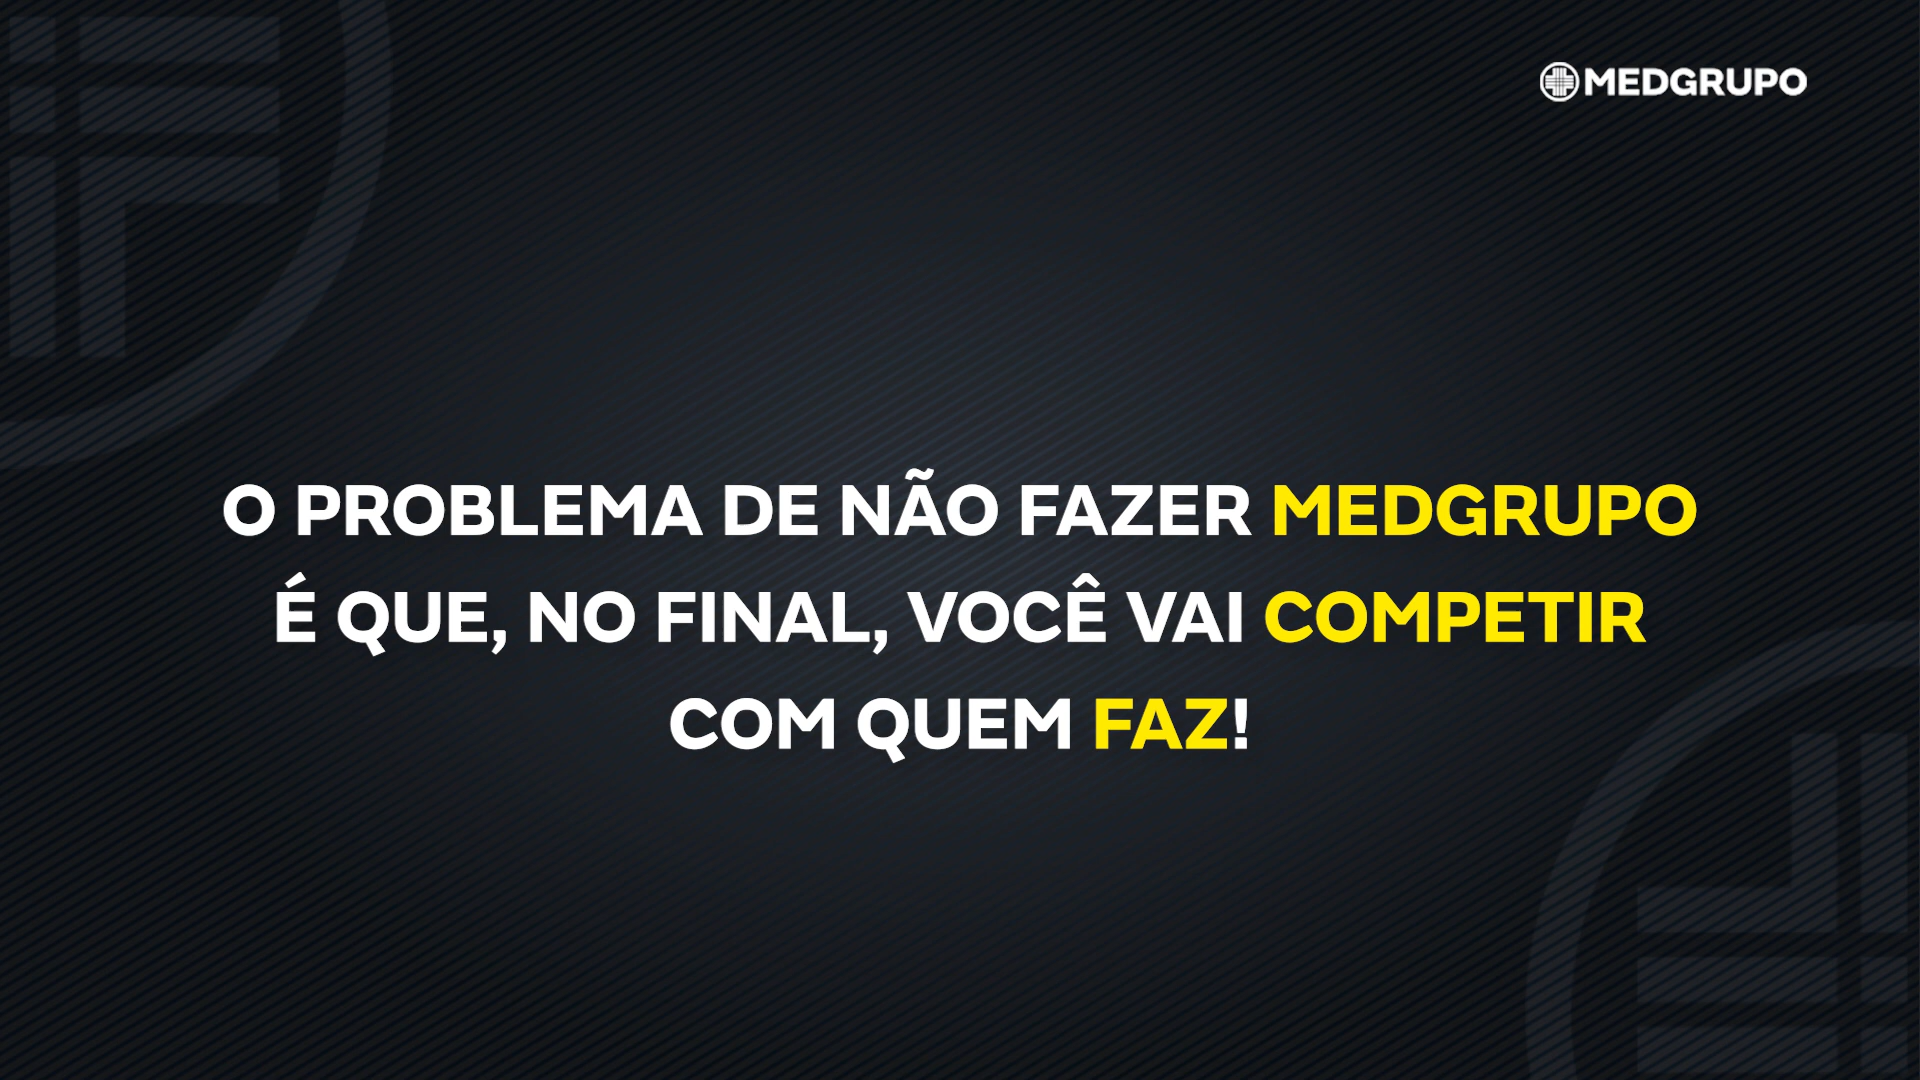 MEDGRUPO
O PROBLEMA DE NÃO FAZER MEDGRUPO
É QUE, NO FINAL, VOCÊ VAI COMPETIR
COM QUEM FAZ!